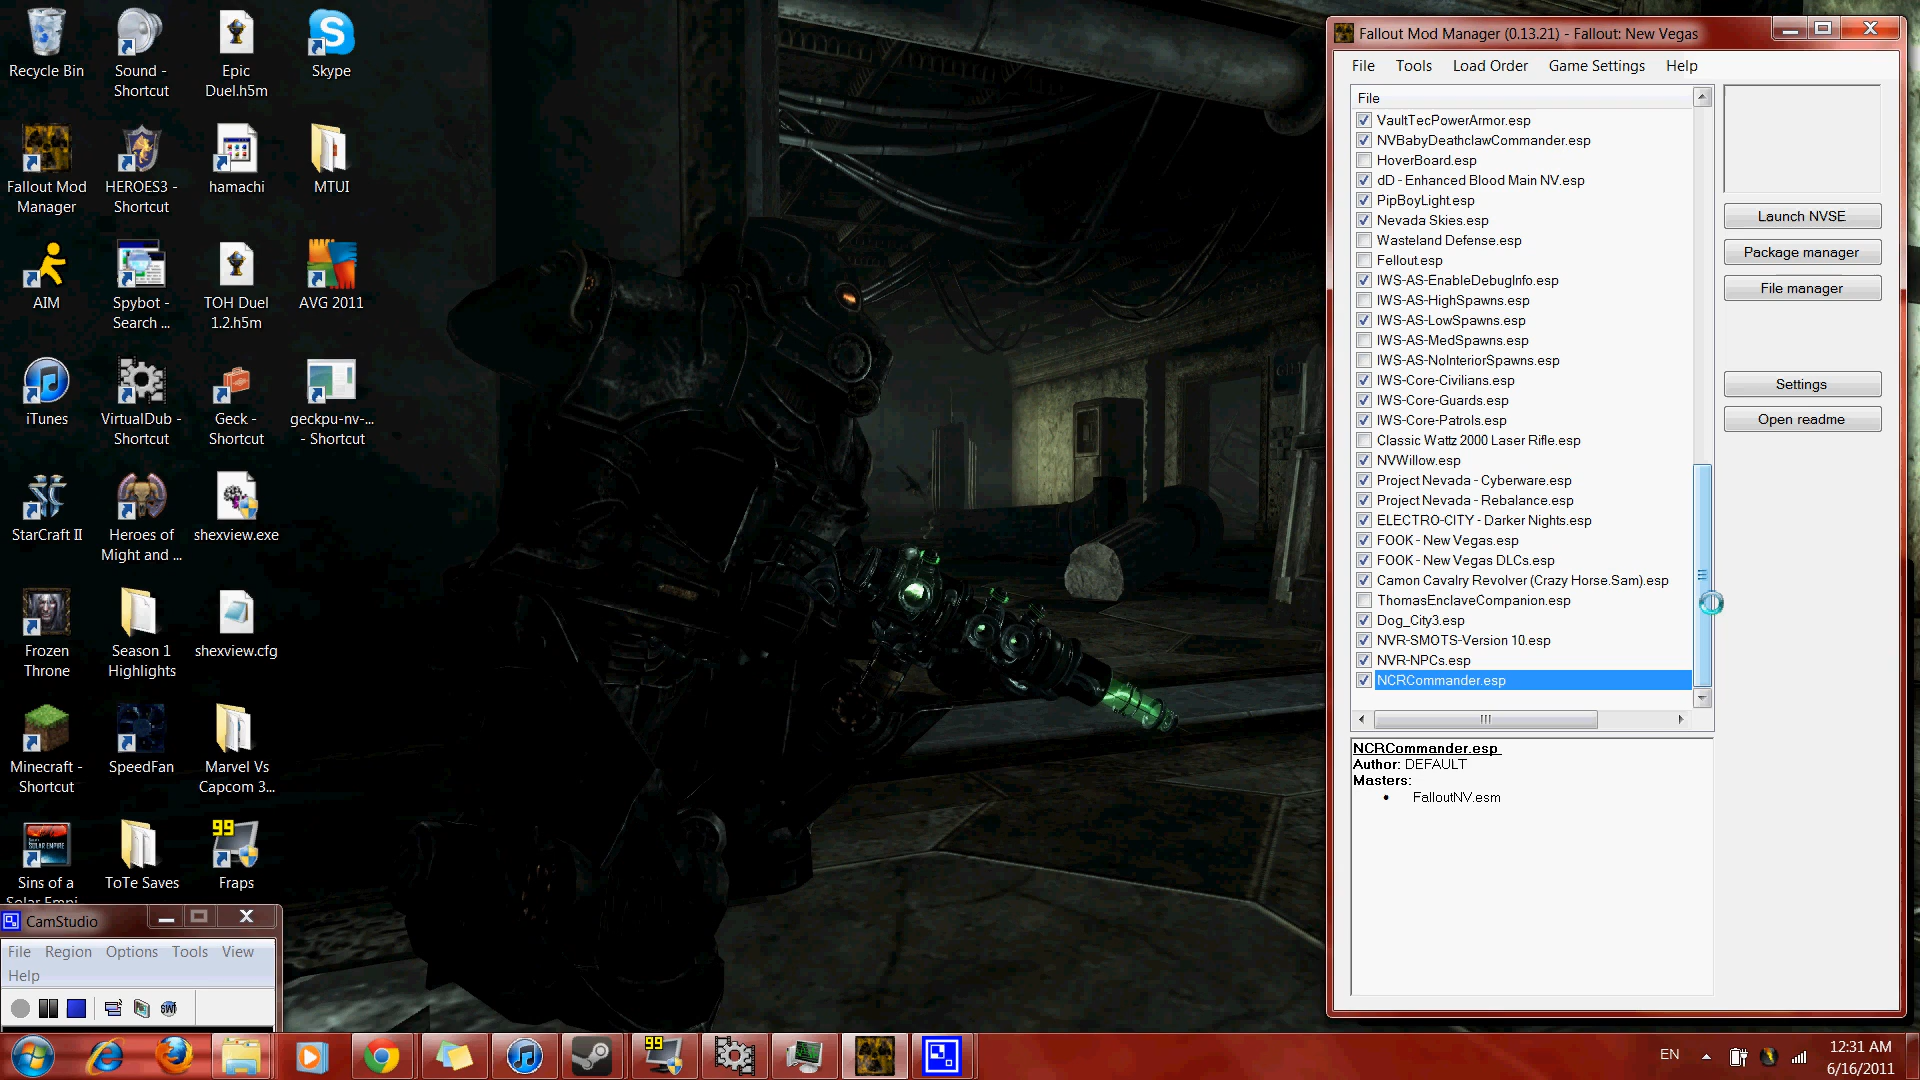 Recycle Bin
Sound - Shortcut
Epic Duel.h5m
Skype
Fallout Mod Manager
HEROES3 - Shortcut
hamachi
MTUI
AIM
Spybot - Search ...
TOH Duel 1.2.h5m
AVG 2011
iTunes
VirtualDub - Shortcut
Geck - Shortcut
geckpu-nv-... - Shortcut
StarCraft II
Heroes of Might and ...
shexview.exe
Frozen Throne
Season 1 Highlights
shexview.cfg
Minecraft - Shortcut
SpeedFan
Marvel Vs Capcom 3...
Sins of a
ToTe Saves
99
Fraps
CamStudio
File Region Options Tools View
Help
Fallout Mod Manager (0.13.21) - Fallout: New Vegas
File Tools Load Order Game Settings Help
File
VaultTecPowerArmor.esp
NVBabyDeathclawCommander.esp
HoverBoard.esp
dD - Enhanced Blood Main NV.esp
PipBoyLight.esp
Nevada Skies.esp
Wasteland Defense.esp
Fellout.esp
IWS-AS-EnableDebugInfo.esp
IWS-AS-HighSpawns.esp
IWS-AS-LowSpawns.esp
IWS-AS-MedSpawns.esp
IWS-AS-NoInteriorSpawns.esp
IWS-Core-Civilians.esp
IWS-Core-Guards.esp
IWS-Core-Patrols.esp
Classic Wattz 2000 Laser Rifle.esp
NVWillow.esp
Project Nevada - Cyberware.esp
Project Nevada - Rebalance.esp
ELECTRO-CITY - Darker Nights.esp
FOOK - New Vegas.esp
FOOK - New Vegas DLCs.esp
Camon Cavalry Revolver (Crazy Horse.Sam).esp
ThomasEnclaveCompanion.esp
Dog_City3.esp
NVR-SMOTS-Version 10.esp
NVR-NPCs.esp
NCRCommander.esp
Launch NVSE
Package manager
File manager
Settings
Open readme
NCRCommander.esp
Author: DEFAULT
Masters:
• FalloutNV.esm
99
EN
12:31 AM
6/16/2011